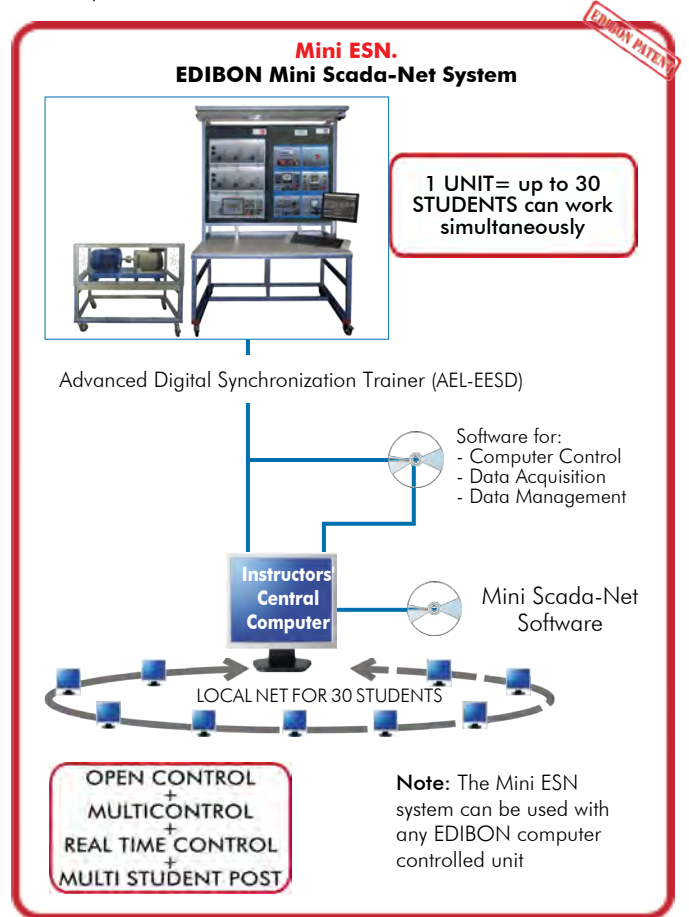 EDIBON PATENT
Mini ESN.
EDIBON Mini Scada-Net System
1 UNIT= up to 30
STUDENTS can work
simultaneously
Advanced Digital Synchronization Trainer (AEL-EESD)
Software for:
- Computer Control
- Data Acquisition
- Data Management
Instructors'
Central
Computer
Mini Scada-Net
Software
LOCAL NET FOR 30 STUDENTS
OPEN CONTROL
+
MULTICONTROL
+
REAL TIME CONTROL
+
MULTI STUDENT POST
Note: The Mini ESN
system can be used with
any EDIBON computer
controlled unit